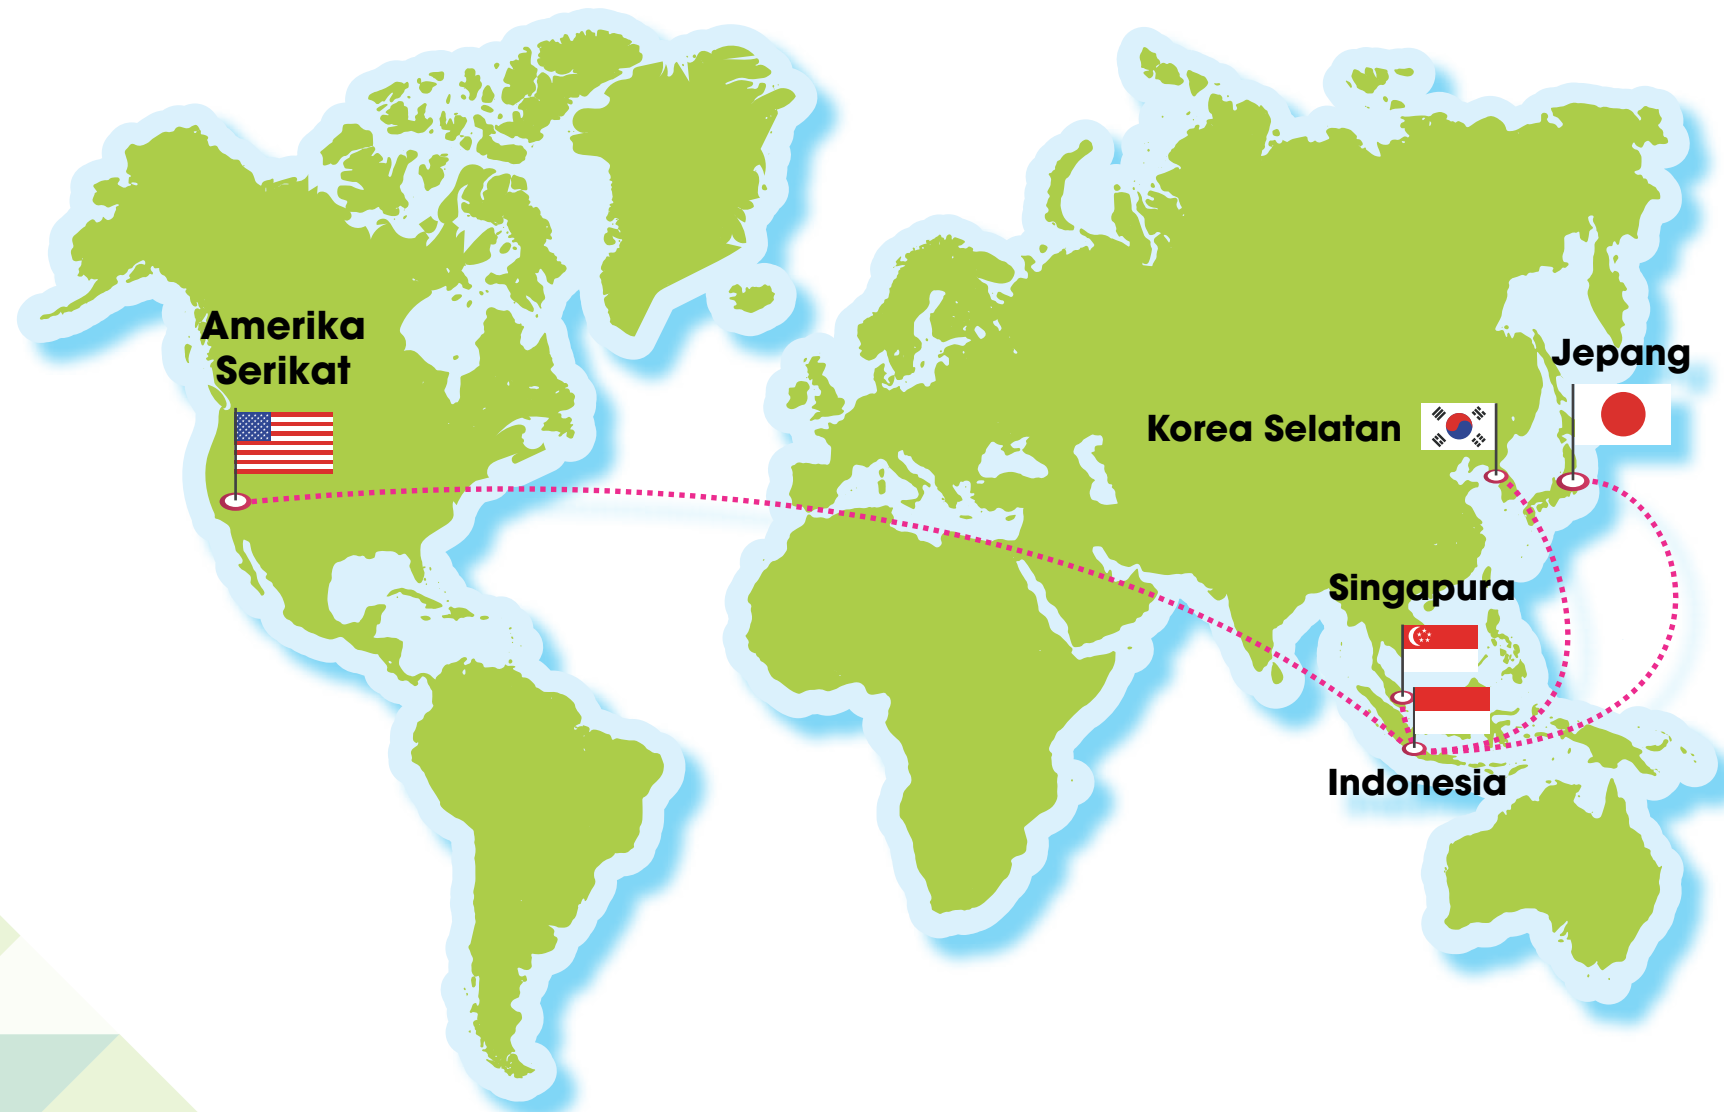 Amerika
Serikat
Jepang
Korea Selatan
Singapura
Indonesia